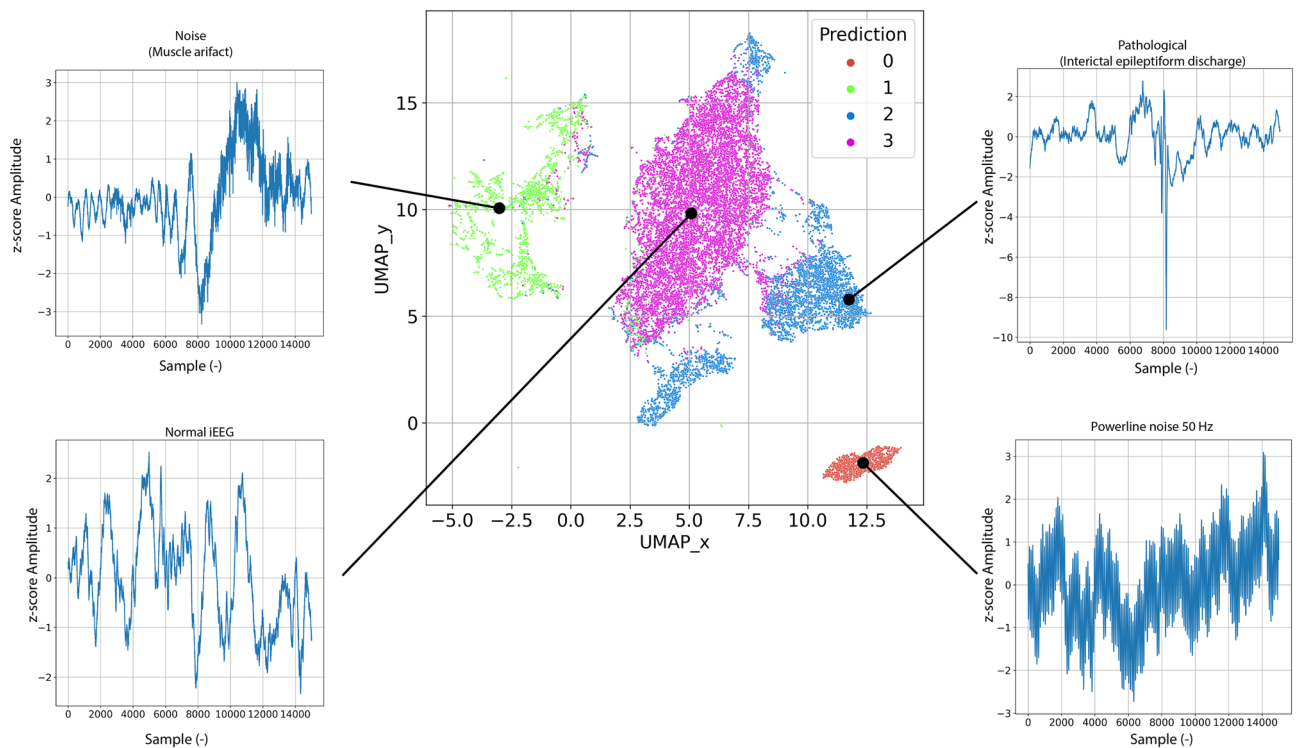 Noise
(Muscle arifact)
3
2
1
0
−1
−2
−3
z-score Amplitude
0 2000 4000 6000 8000 10000 12000 14000
Sample (-)
Normal iEEG
2
1
0
−1
−2
z-score Amplitude
0 2000 4000 6000 8000 10000 12000 14000
Sample (-)
Prediction
0
1
2
3
15
10
5
0
UMAP_y
−5.0 −2.5 0.0 2.5 5.0 7.5 10.0 12.5
UMAP_x
Pathological
(Interictal epileptiform discharge)
2
0
−2
−4
−6
−8
−10
z-score Amplitude
0 2000 4000 6000 8000 10000 12000 14000
Sample (-)
Powerline noise 50 Hz
3
2
1
0
−1
−2
−3
z-score Amplitude
0 2000 4000 6000 8000 10000 12000 14000
Sample (-)